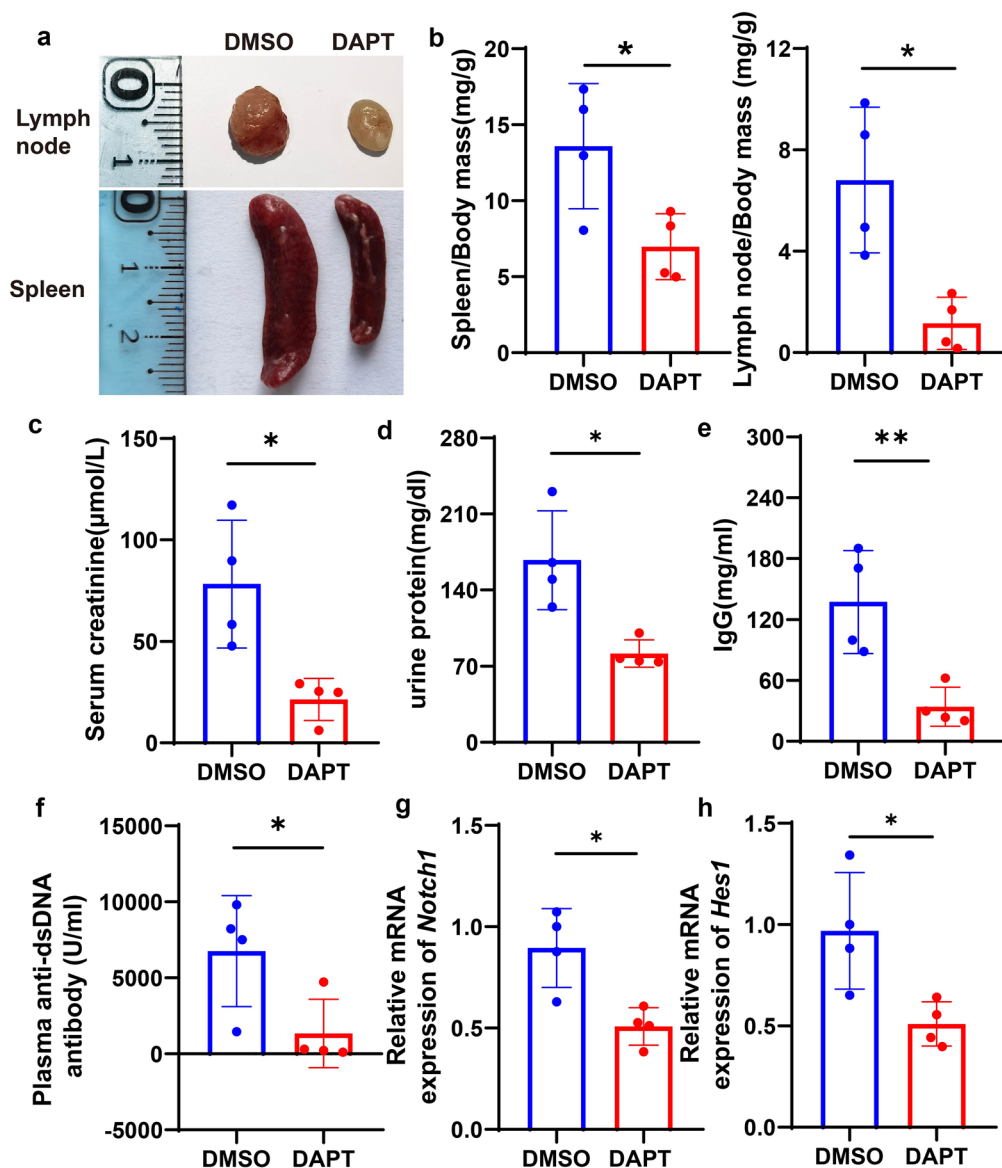 a
DMSO DAPT
Lymph
node
0
1
Spleen
0
1
2
b
Spleen/Body mass(mg/g)
20
15
10
5
0
*
DMSO DAPT
Lymph node/Body mass (mg/g)
12
8
4
0
*
DMSO DAPT
c
Serum creatinine(μmol/L)
150
100
50
0
*
DMSO DAPT
d
urine protein(mg/dl)
280
210
140
70
0
*
DMSO DAPT
e
IgG(mg/ml)
300
240
180
120
60
0
**
DMSO DAPT
f
Plasma anti-dsDNA
antibody (U/ml)
15000
10000
5000
0
-5000
*
DMSO DAPT
g
Relative mRNA
expression of Notch1
1.5
1.0
0.5
0.0
*
DMSO DAPT
h
Relative mRNA
expression of Hes1
1.5
1.0
0.5
0.0
*
DMSO DAPT